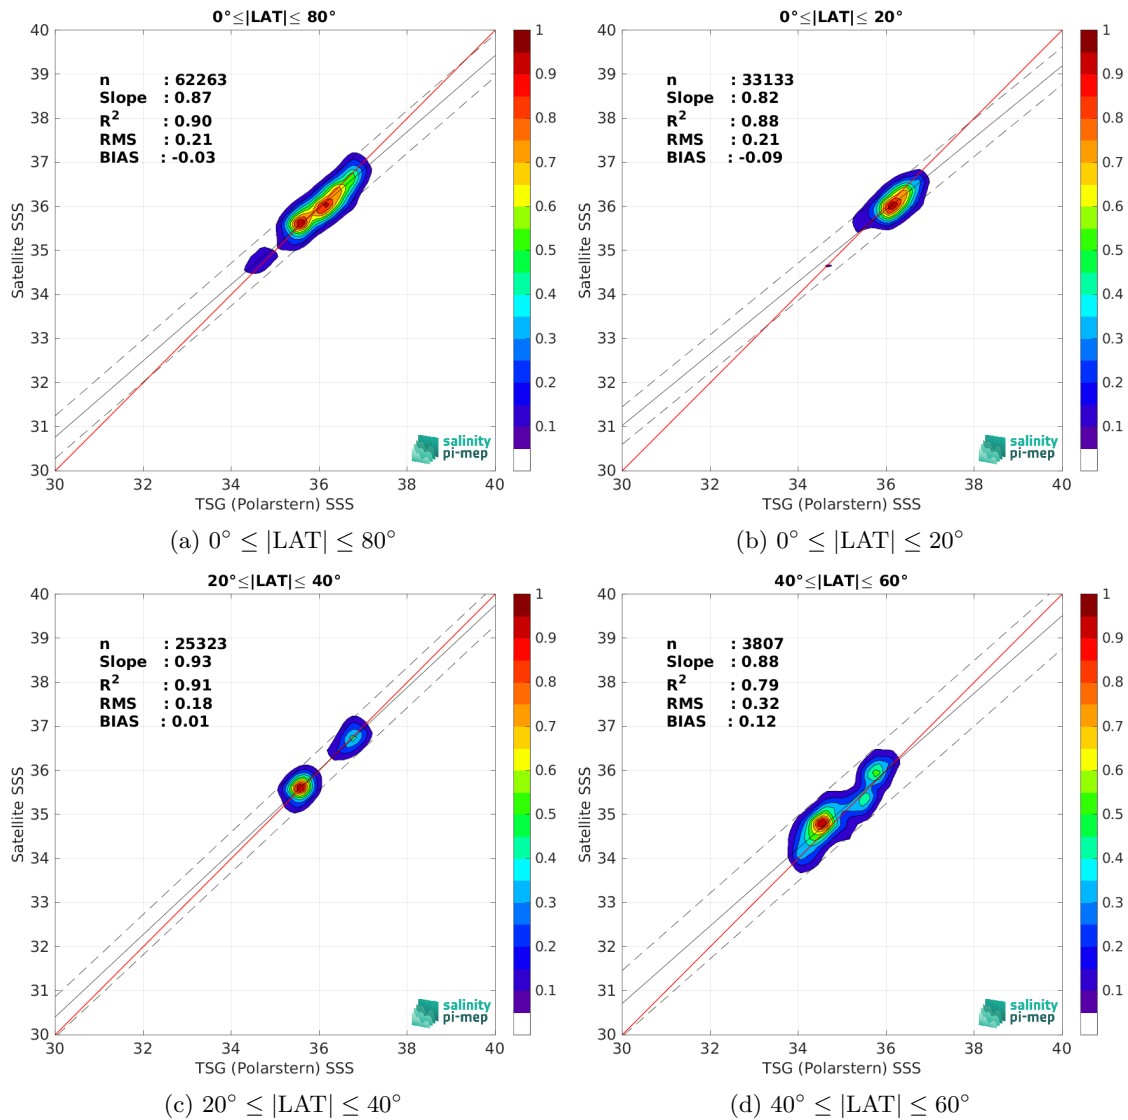 0°≤|LAT|≤ 80°
40
39
38
37
36
35
34
33
32
31
30
30 32 34 36 38 40
Satellite SSS
TSG (Polarstern) SSS
n : 62263
Slope : 0.87
R² : 0.90
RMS : 0.21
BIAS : -0.03
1
0.9
0.8
0.7
0.6
0.5
0.4
0.3
0.2
0.1
salinity
pi-mep
(a) 0° ≤ |LAT| ≤ 80°
0°≤|LAT|≤ 20°
40
39
38
37
36
35
34
33
32
31
30
30 32 34 36 38 40
Satellite SSS
TSG (Polarstern) SSS
n : 33133
Slope : 0.82
R² : 0.88
RMS : 0.21
BIAS : -0.09
1
0.9
0.8
0.7
0.6
0.5
0.4
0.3
0.2
0.1
salinity
pi-mep
(b) 0° ≤ |LAT| ≤ 20°
20°≤|LAT|≤ 40°
40
39
38
37
36
35
34
33
32
31
30
30 32 34 36 38 40
Satellite SSS
TSG (Polarstern) SSS
n : 25323
Slope : 0.93
R² : 0.91
RMS : 0.18
BIAS : 0.01
1
0.9
0.8
0.7
0.6
0.5
0.4
0.3
0.2
0.1
salinity
pi-mep
(c) 20° ≤ |LAT| ≤ 40°
40°≤|LAT|≤ 60°
40
39
38
37
36
35
34
33
32
31
30
30 32 34 36 38 40
Satellite SSS
TSG (Polarstern) SSS
n : 3807
Slope : 0.88
R² : 0.79
RMS : 0.32
BIAS : 0.12
1
0.9
0.8
0.7
0.6
0.5
0.4
0.3
0.2
0.1
salinity
pi-mep
(d) 40° ≤ |LAT| ≤ 60°